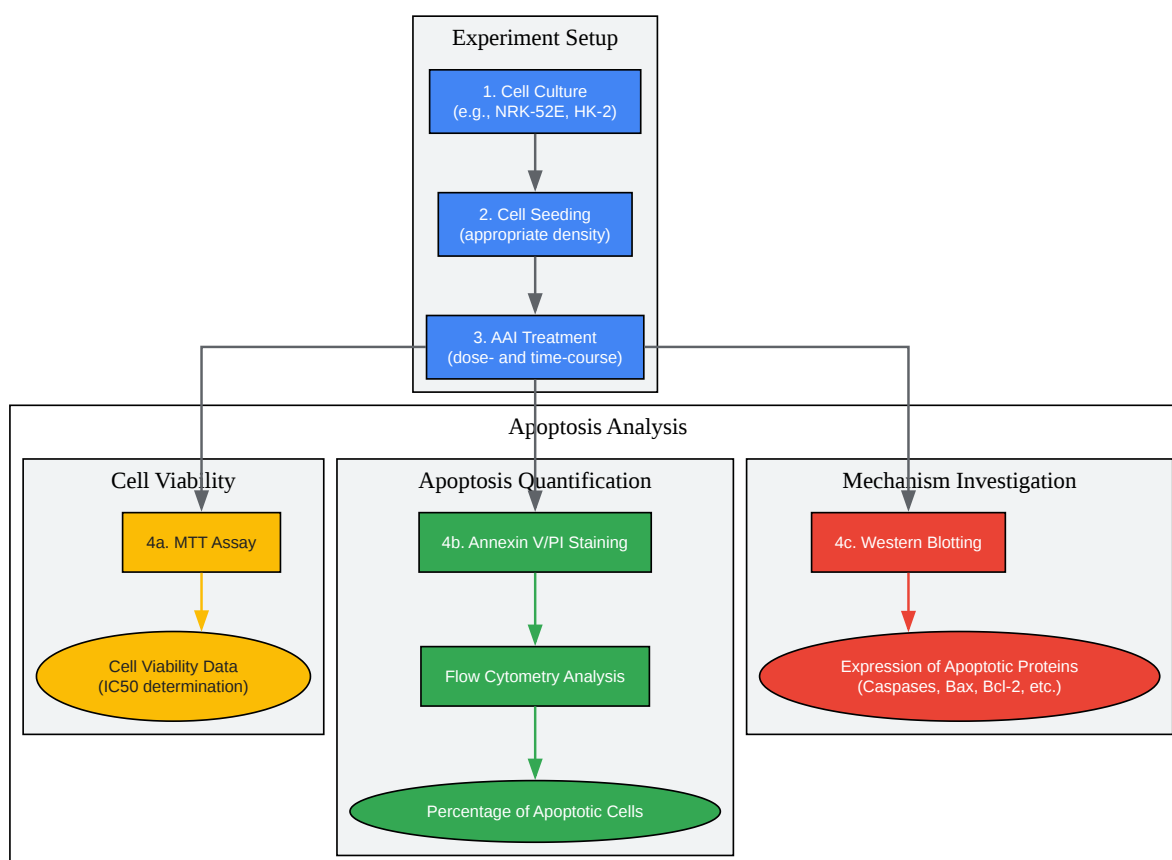 Experiment Setup
1. Cell Culture
(e.g., NRK-52E, HK-2)
2. Cell Seeding
(appropriate density)
3. AAI Treatment
(dose- and time-course)
Apoptosis Analysis
Cell Viability
4a. MTT Assay
Cell Viability Data
(IC50 determination)
Apoptosis Quantification
4b. Annexin V/PI Staining
Flow Cytometry Analysis
Percentage of Apoptotic Cells
Mechanism Investigation
4c. Western Blotting
Expression of Apoptotic Proteins
(Caspases, Bax, Bcl-2, etc.)